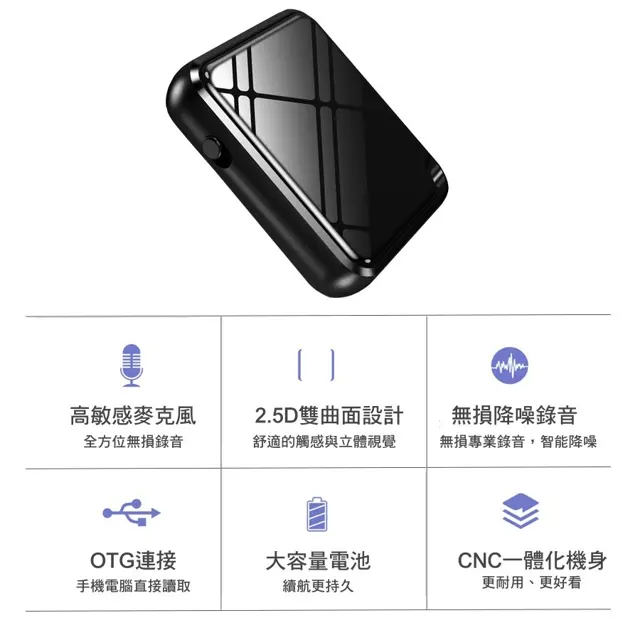 高敏感麥克風
全方位無損錄音
2.5D雙曲面設計
舒適的觸感與立體視覺
無損降噪錄音
無損專業錄音，智能降噪
OTG連接
手機電腦直接讀取
大容量電池
續航更持久
CNC一體化機身
更耐用、更好看